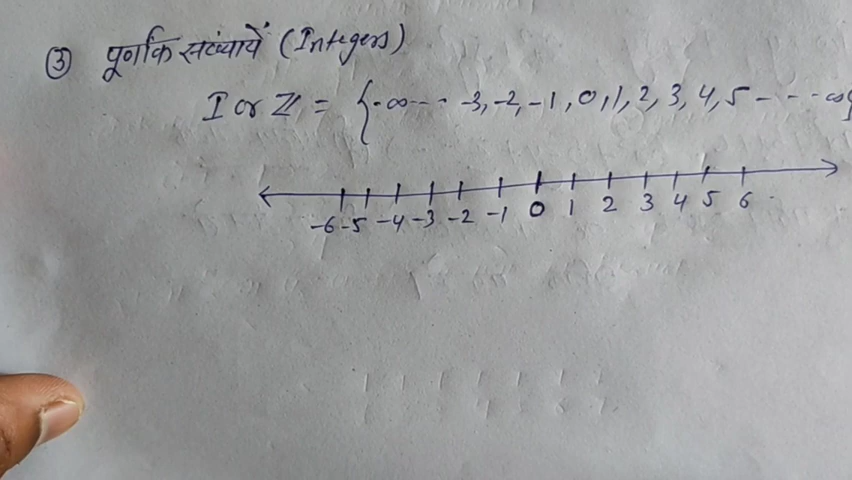 ③ पूर्णांक संख्यायें (Integers)
I or Z = {-∞--- -3,-2,-1,0,1,2,3,4,5 - - - -∞}
-6 -5 -4 -3 -2 -1 0 1 2 3 4 5 6